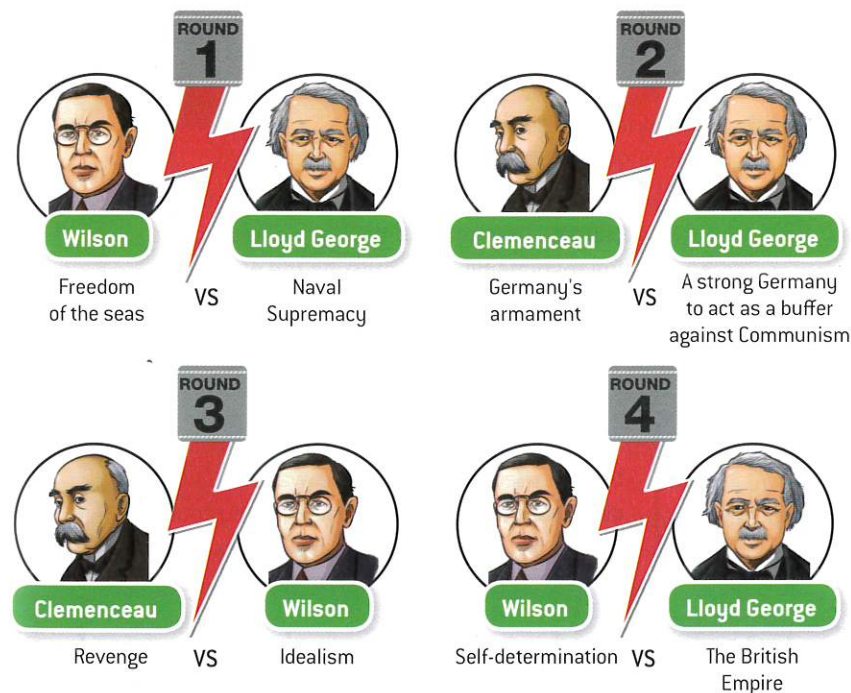 ROUND
1
Wilson
Lloyd George
Freedom
of the seas
VS
Naval
Supremacy
ROUND
2
Clemenceau
Lloyd George
Germany's
armament
VS
A strong Germany
to act as a buffer
against Communism
ROUND
3
Clemenceau
Wilson
Revenge
VS
Idealism
ROUND
4
Wilson
Lloyd George
Self-determination
VS
The British
Empire